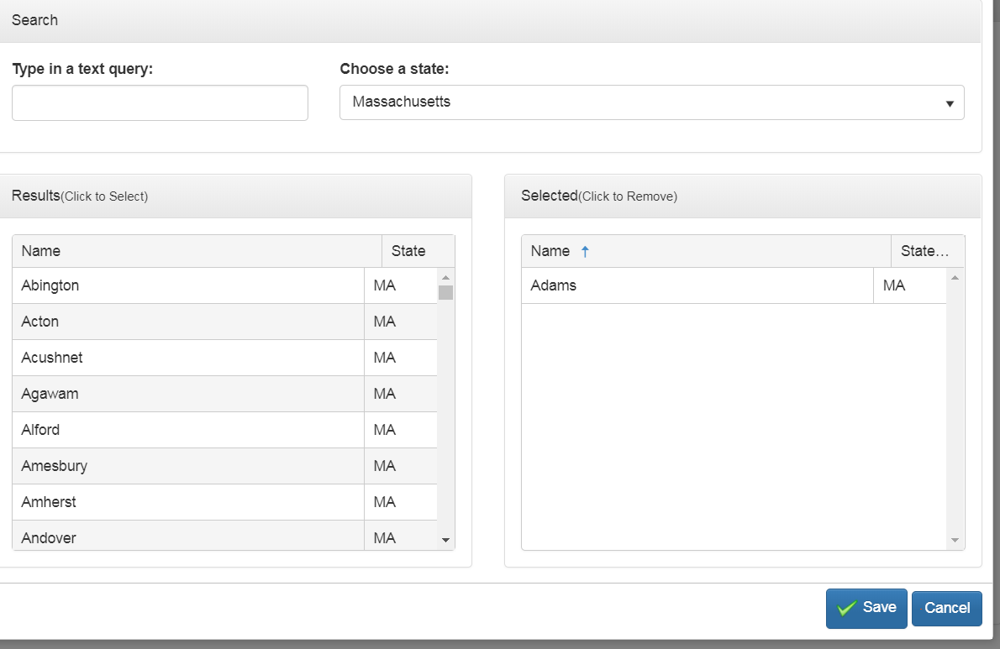 Search
Type in a text query: Choose a state:
Massachusetts
Results(Click to Select)
Name State
Abington MA
Acton MA
Acushnet MA
Agawam MA
Alford MA
Amesbury MA
Amherst MA
Andover MA
Selected(Click to Remove)
Name State...
Adams MA
Save Cancel